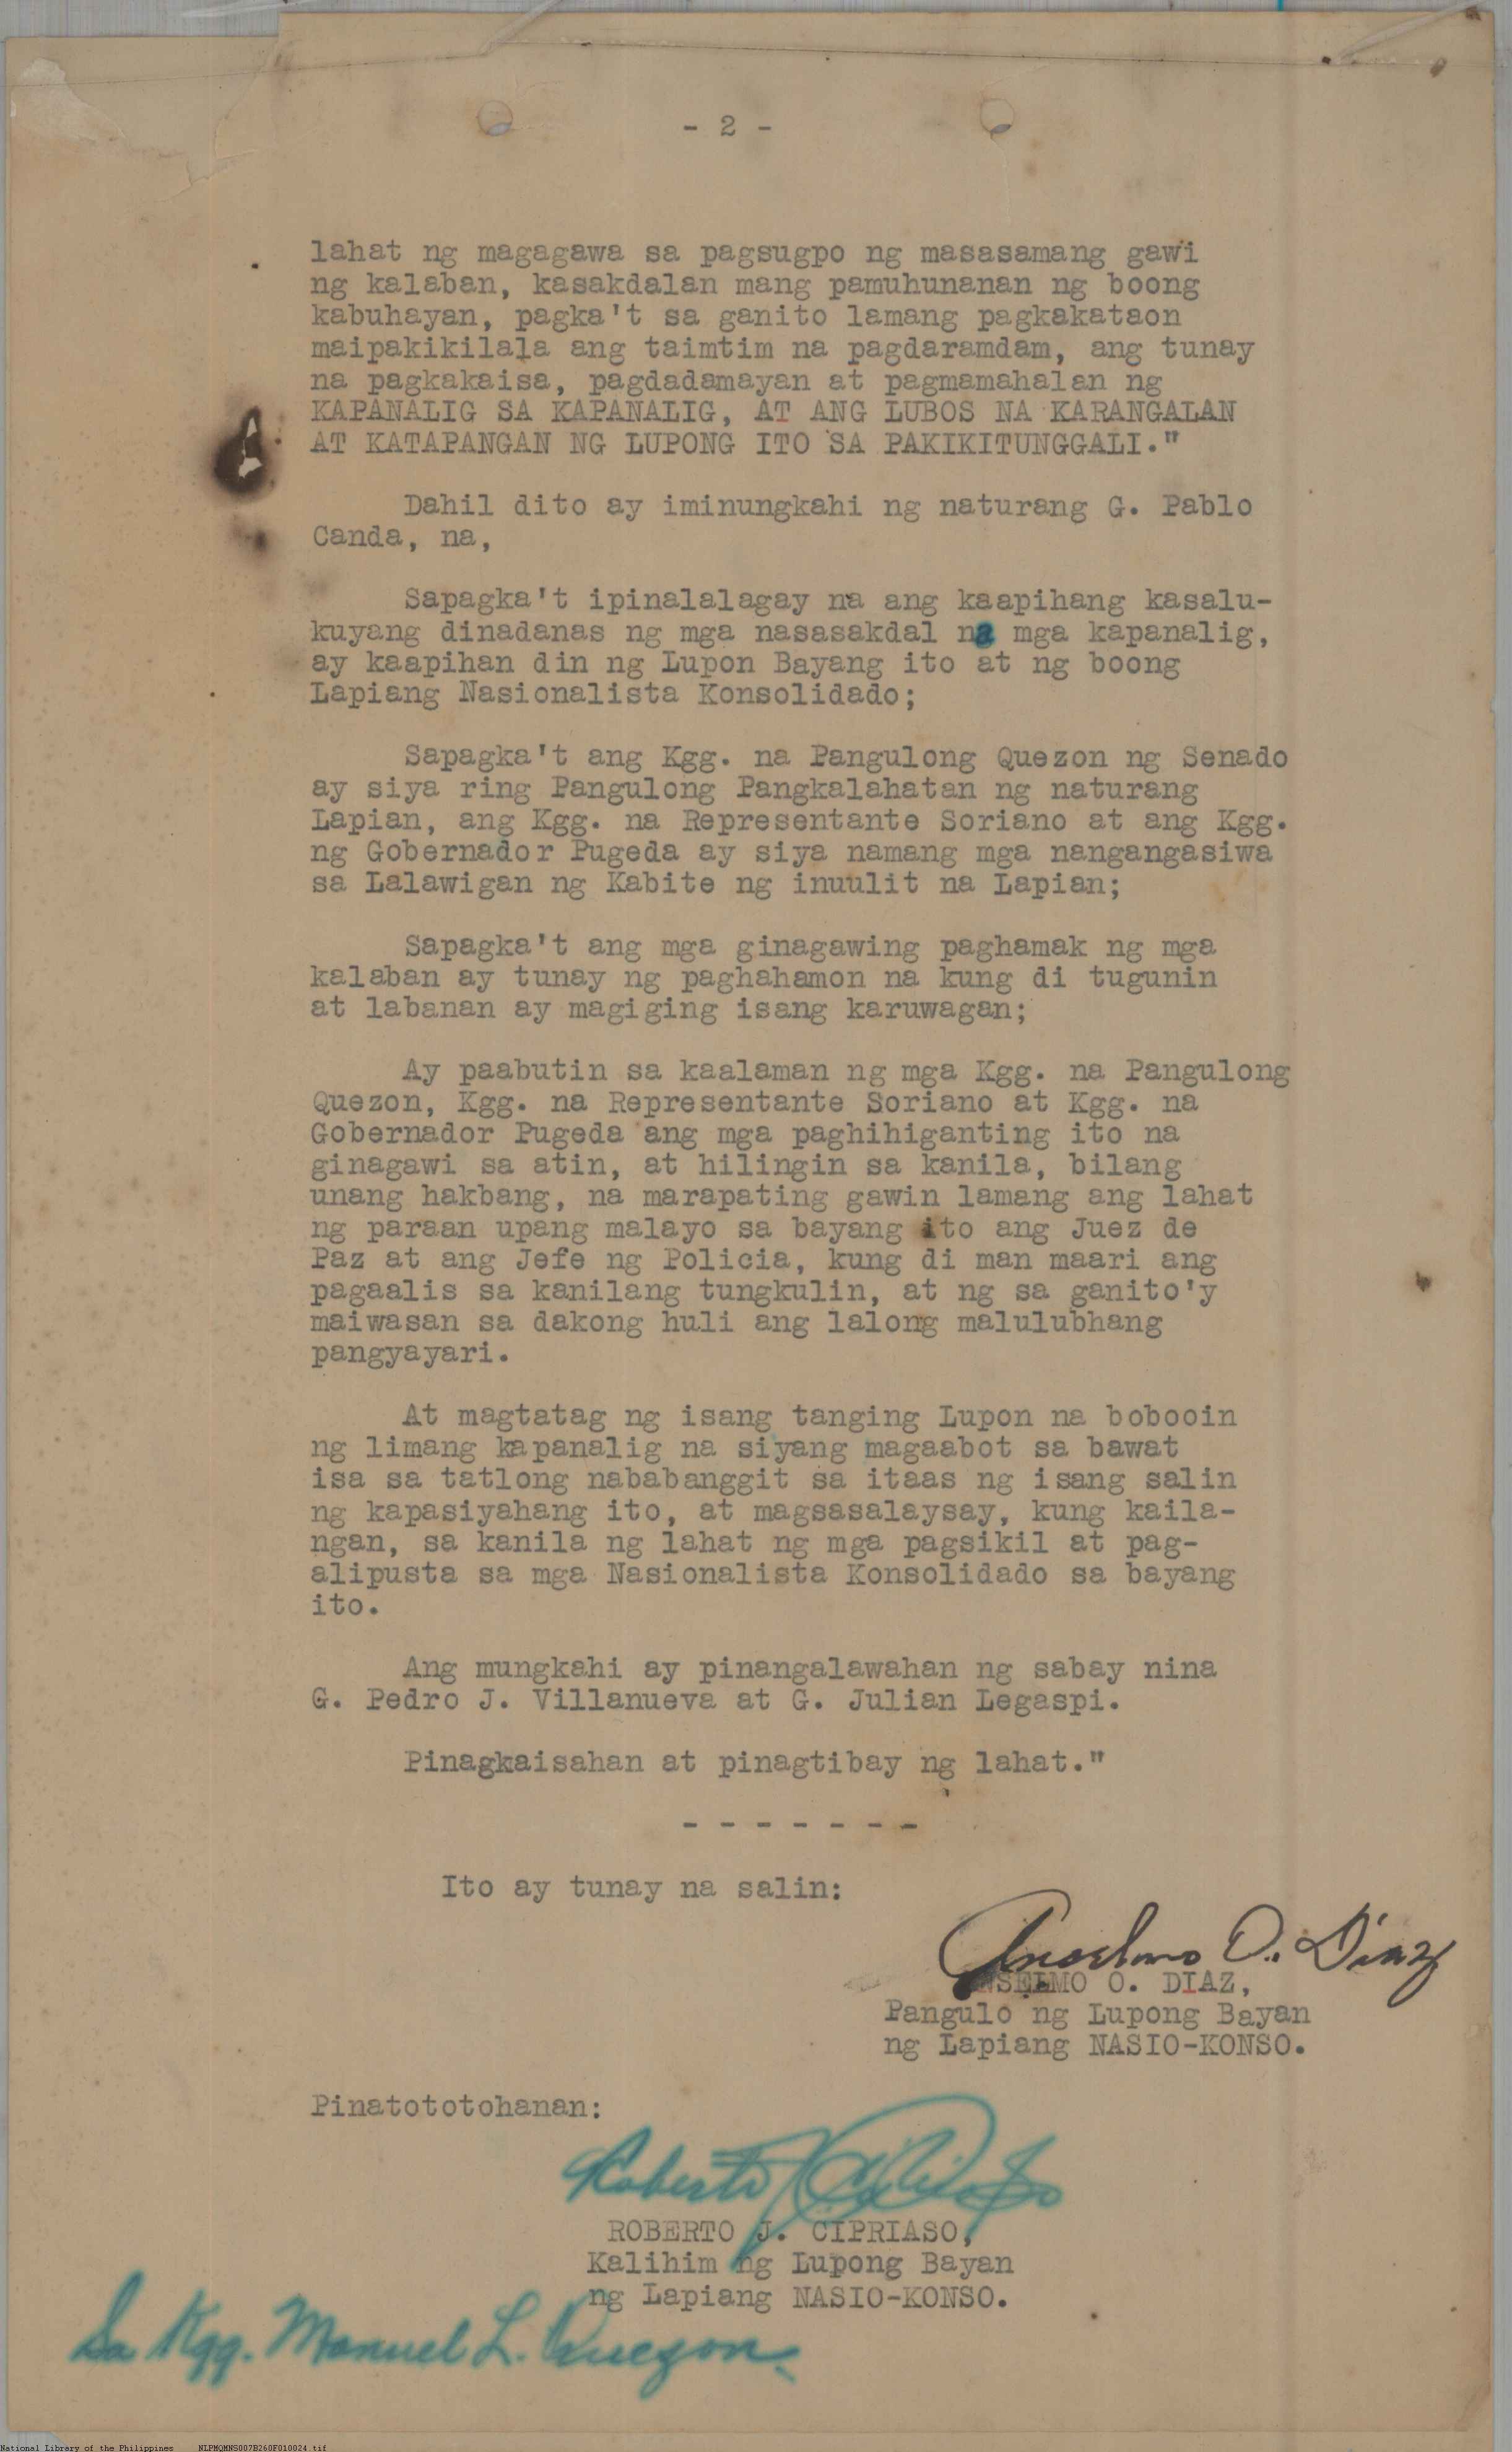 - 2 -
lahat ng magagawa sa pagsugpo ng masasamang gawi
ng kalaban, kasakdalan mang pamuhunanan ng boong
kabuhayan, pagka't sa ganito lamang pagkakataon
maipakikilala ang taimtim na pagdaramdam, ang tunay
na pagkakaisa, pagdadamayan at pagmamahalan ng
KAPANALIG SA KAPANALIG, AT ANG LUBOS NA KARANGALAN
AT KATAPANGAN NG LUPONG ITO SA PAKIKITUNGGALI."
Dahil dito ay iminungkahi ng naturang G. Pablo
Canda, na,
Sapagka't ipinalalagay na ang kaapihang kasalu-
kuyang dinadanas ng mga nasasakdal na mga kapanalig,
ay kaapihan din ng Lupon Bayang ito at ng boong
Lapiang Nasionalista Konsolidado;
Sapagka't ang Kgg. na Pangulong Quezon ng Senado
ay siya ring Pangulong Pangkalahatan ng naturang
Lapian, ang Kgg. na Representante Soriano at ang Kgg.
ng Gobernador Pugeda ay siya namang mga nangangasiwa
sa Lalawigan ng Kabite ng inuulit na Lapian;
Sapagka't ang mga ginagawing paghamak ng mga
kalaban ay tunay ng paghahamon na kung di tugunin
at labanan ay magiging isang karuwagan;
Ay paabutin sa kaalaman ng mga Kgg. na Pangulong
Quezon, Kgg. na Representante Soriano at Kgg. na
Gobernador Pugeda ang mga paghihiganting ito na
ginagawi sa atin, at hilingin sa kanila, bilang
unang hakbang, na marapating gawin lamang ang lahat
ng paraan upang malayo sa bayang ito ang Juez de
Paz at ang Jefe ng Policia, kung di man maari ang
pagaalis sa kanilang tungkulin, at ng sa ganito'y
maiwasan sa dakong huli ang lalong malulubhang
pangyayari.
At magtatag ng isang tanging Lupon na bobooin
ng limang kapanalig na siyang magaabot sa bawat
isa sa tatlong nababanggit sa itaas ng isang salin
ng kapasiyahang ito, at magsasalaysay, kung kaila-
ngan, sa kanila ng lahat ng mga pagsikil at pag-
alipusta sa mga Nasionalista Konsolidado sa bayang
ito.
Ang mungkahi ay pinangalawahan ng sabay nina
G. Pedro J. Villanueva at G. Julian Legaspi.
Pinagkaisahan at pinagtibay ng lahat."
- - - - - - -
Ito ay tunay na salin:
Anselmo O. Diaz
ANSELMO O. DIAZ,
Pangulo ng Lupong Bayan
ng Lapiang NASIO-KONSO.
Pinatototohanan:
Roberto J. Cipriaso
ROBERTO J. CIPRIASO,
Kalihim ng Lupong Bayan
ng Lapiang NASIO-KONSO.
Sa Kgg. Manuel L. Quezon
National Library of the Philippines NLPMQMNS007B260F010024.tif